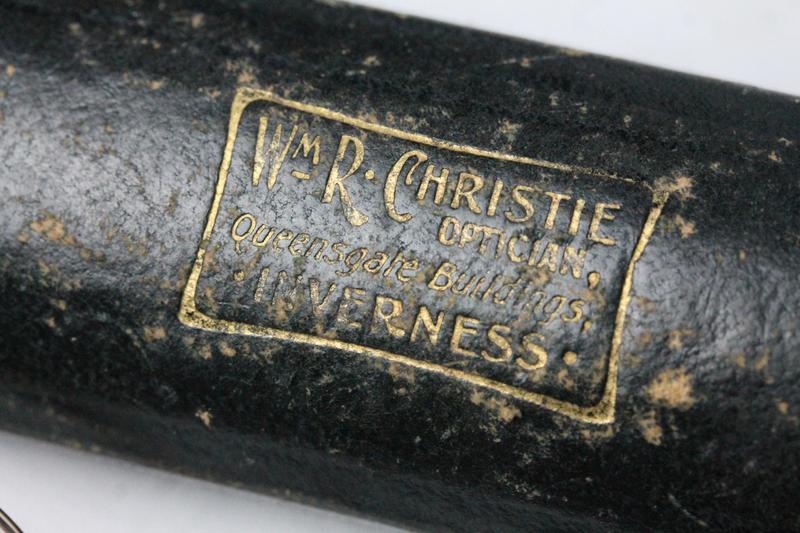 Wm R. CHRISTIE
OPTICIAN,
Queensgate Buildings,
· INVERNESS ·